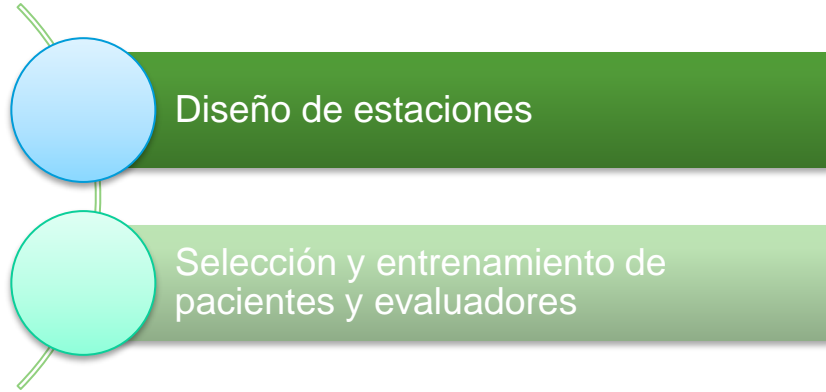 Diseño de estaciones
Selección y entrenamiento de
pacientes y evaluadores